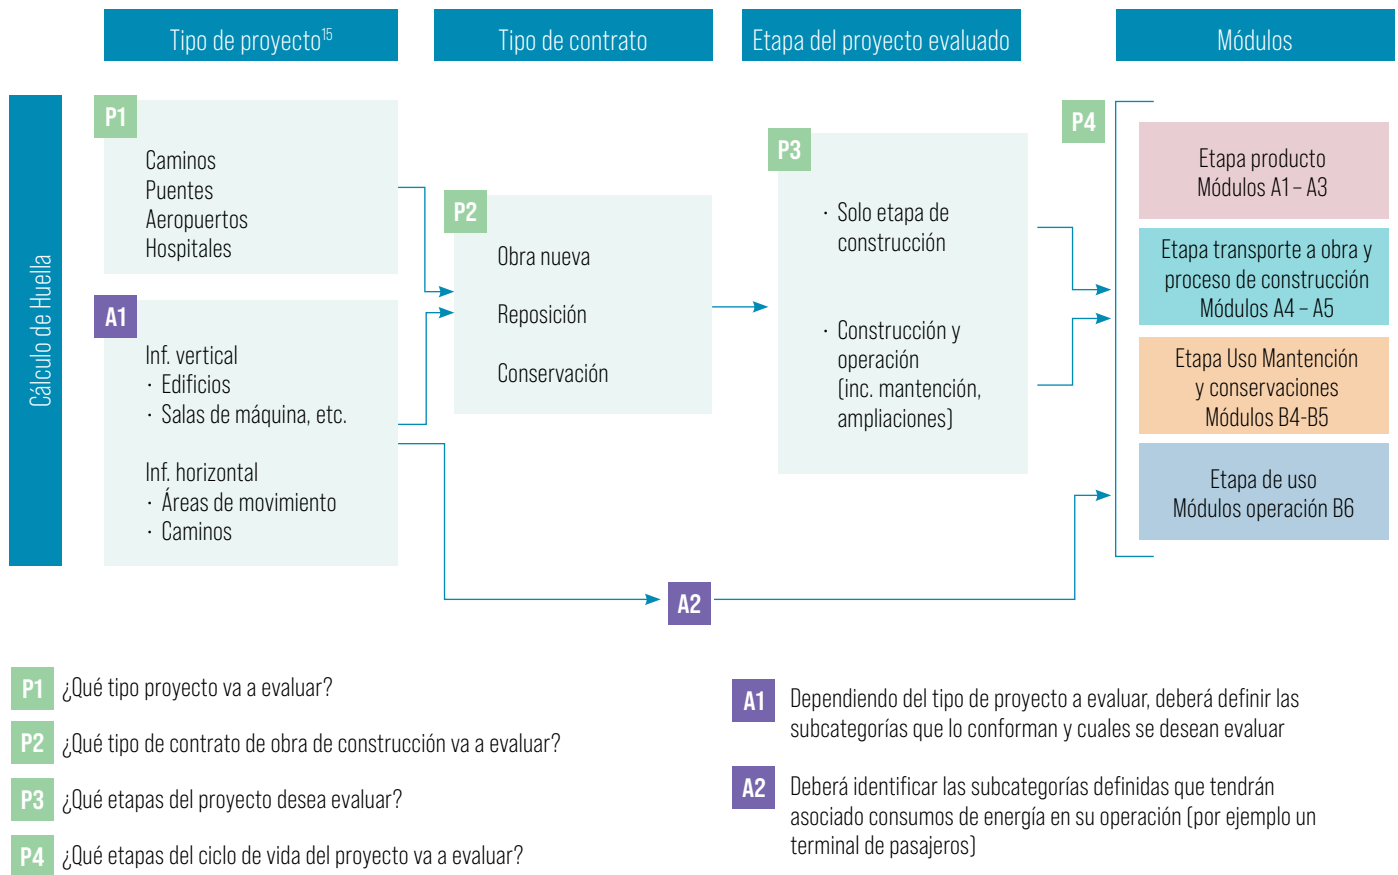 Tipo de proyecto15
Tipo de contrato
Etapa del proyecto evaluado
Módulos
Cálculo de Huella
P1
Caminos
Puentes
Aeropuertos
Hospitales
A1
Inf. vertical
· Edificios
· Salas de máquina, etc.
Inf. horizontal
· Áreas de movimiento
· Caminos
P2
Obra nueva
Reposición
Conservación
P3
· Solo etapa de
construcción
· Construcción y
operación
(inc. mantención,
ampliaciones)
P4
Etapa producto
Módulos A1 – A3
Etapa transporte a obra y
proceso de construcción
Módulos A4 – A5
Etapa Uso Mantención
y conservaciones
Módulos B4-B5
Etapa de uso
Módulos operación B6
A2
P1 ¿Qué tipo proyecto va a evaluar?
P2 ¿Qué tipo de contrato de obra de construcción va a evaluar?
P3 ¿Qué etapas del proyecto desea evaluar?
P4 ¿Qué etapas del ciclo de vida del proyecto va a evaluar?
A1 Dependiendo del tipo de proyecto a evaluar, deberá definir las
subcategorías que lo conforman y cuales se desean evaluar
A2 Deberá identificar las subcategorías definidas que tendrán
asociado consumos de energía en su operación (por ejemplo un
terminal de pasajeros)